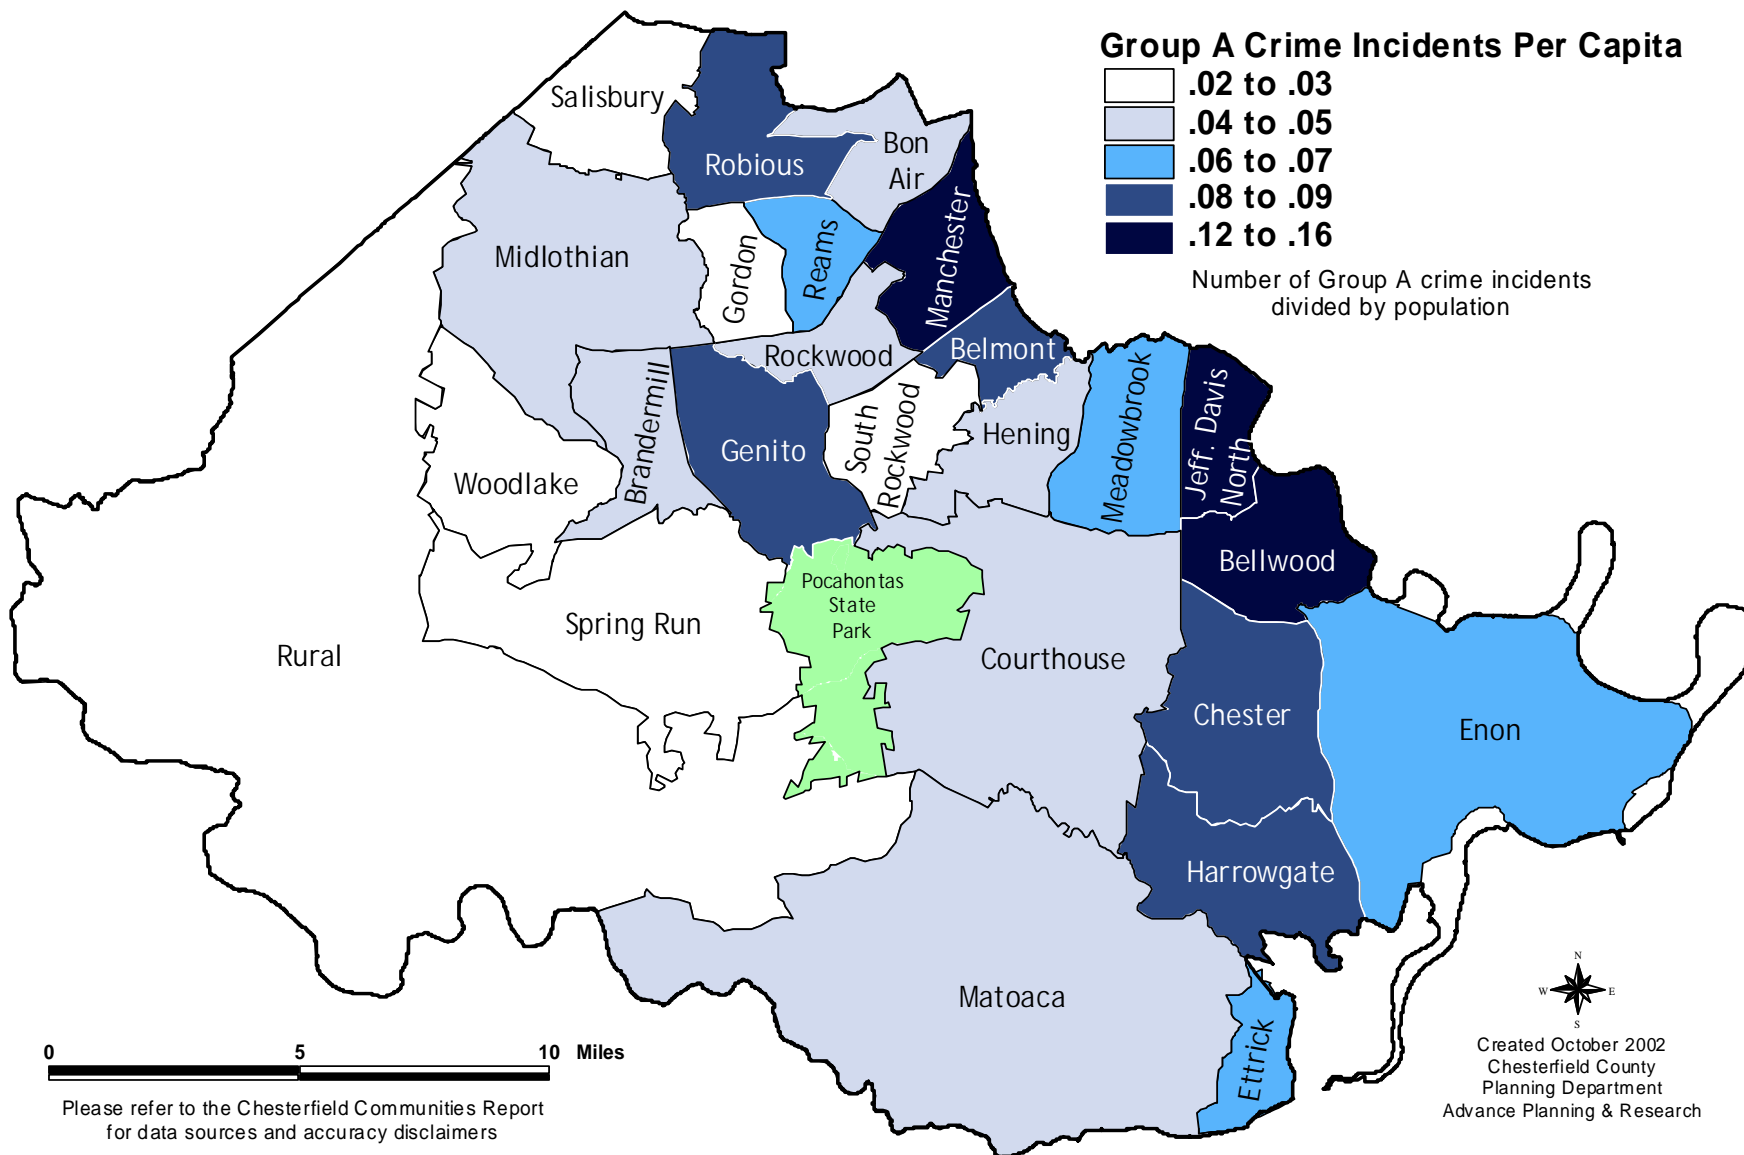 Group A Crime Incidents Per Capita
.02 to .03
.04 to .05
.06 to .07
.08 to .09
.12 to .16
Number of Group A crime incidents
divided by population
Salisbury
Robious
Bon
Air
Midlothian
Gordon
Reams
Manchester
Rockwood
Belmont
Brandermill
Genito
South
Rockwood
Hening
Meadowbrook
Jeff. Davis
North
Woodlake
Bellwood
Pocahontas
State
Park
Spring Run
Rural
Courthouse
Chester
Enon
Harrowgate
Matoaca
Ettrick
N
W
E
S
0
5
10
Miles
Please refer to the Chesterfield Communities Report
for data sources and accuracy disclaimers
Created October 2002
Chesterfield County
Planning Department
Advance Planning & Research